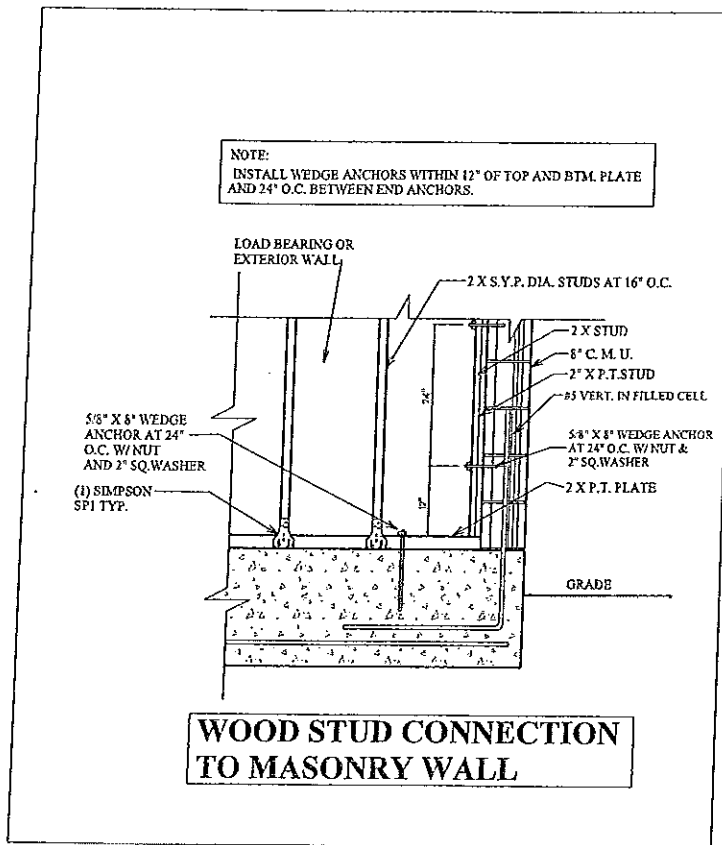 NOTE:
INSTALL WEDGE ANCHORS WITHIN 12" OF TOP AND BTM. PLATE
AND 24" O.C. BETWEEN END ANCHORS.
LOAD BEARING OR
EXTERIOR WALL
2 X S.Y.P. DIA. STUDS AT 16" O.C.
2 X STUD
8" C.M.U.
2" X P.T.STUD
#5 VERT. IN FILLED CELL
24"
5/8" X 8" WEDGE
ANCHOR AT 24"
O.C. W/ NUT
AND 2" SQ.WASHER
5/8" X 8" WEDGE ANCHOR
AT 24" O.C. W/ NUT &
2" SQ.WASHER
12"
2 X P.T. PLATE
(1) SIMPSON
SP1 TYP.
GRADE
WOOD STUD CONNECTION
TO MASONRY WALL